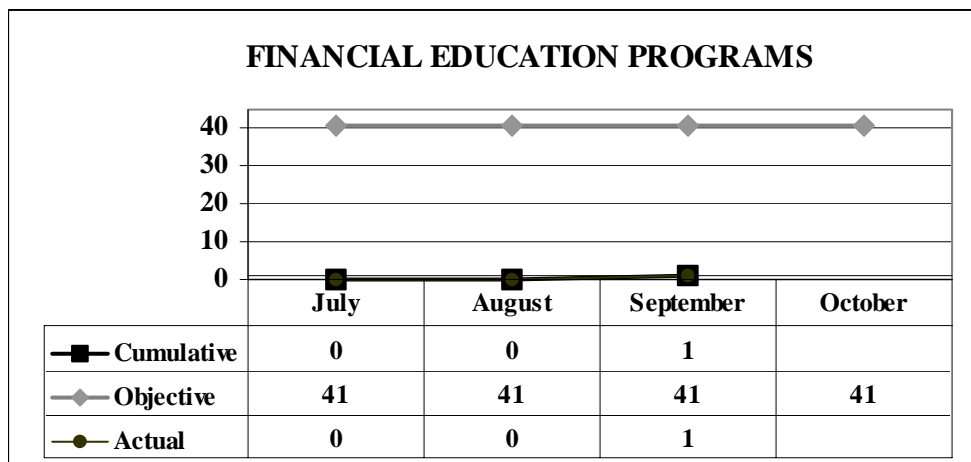 FINANCIAL EDUCATION PROGRAMS
40
30
20
10
0
July August September October
Cumulative 0 0 1
Objective 41 41 41 41
Actual 0 0 1